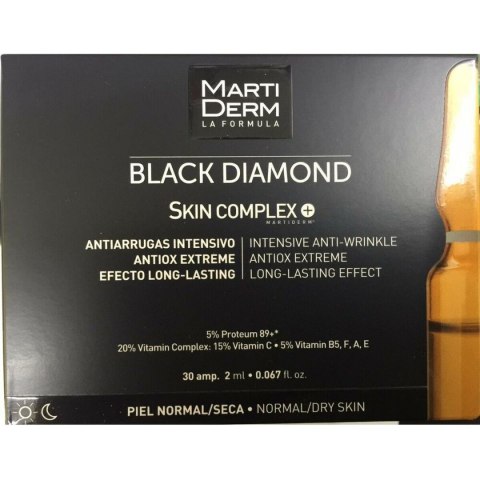 MARTI
DERM
LA FORMULA
BLACK DIAMOND
SKIN COMPLEX +
MARTIDERM®
ANTIARRUGAS INTENSIVO | INTENSIVE ANTI-WRINKLE
ANTIOX EXTREME | ANTIOX EXTREME
EFECTO LONG-LASTING | LONG-LASTING EFFECT
5% Proteum 89+*
20% Vitamin Complex: 15% Vitamin C • 5% Vitamin B5, F, A, E
30 amp. 2 ml • 0.067 fl. oz.
PIEL NORMAL/SECA • NORMAL/DRY SKIN